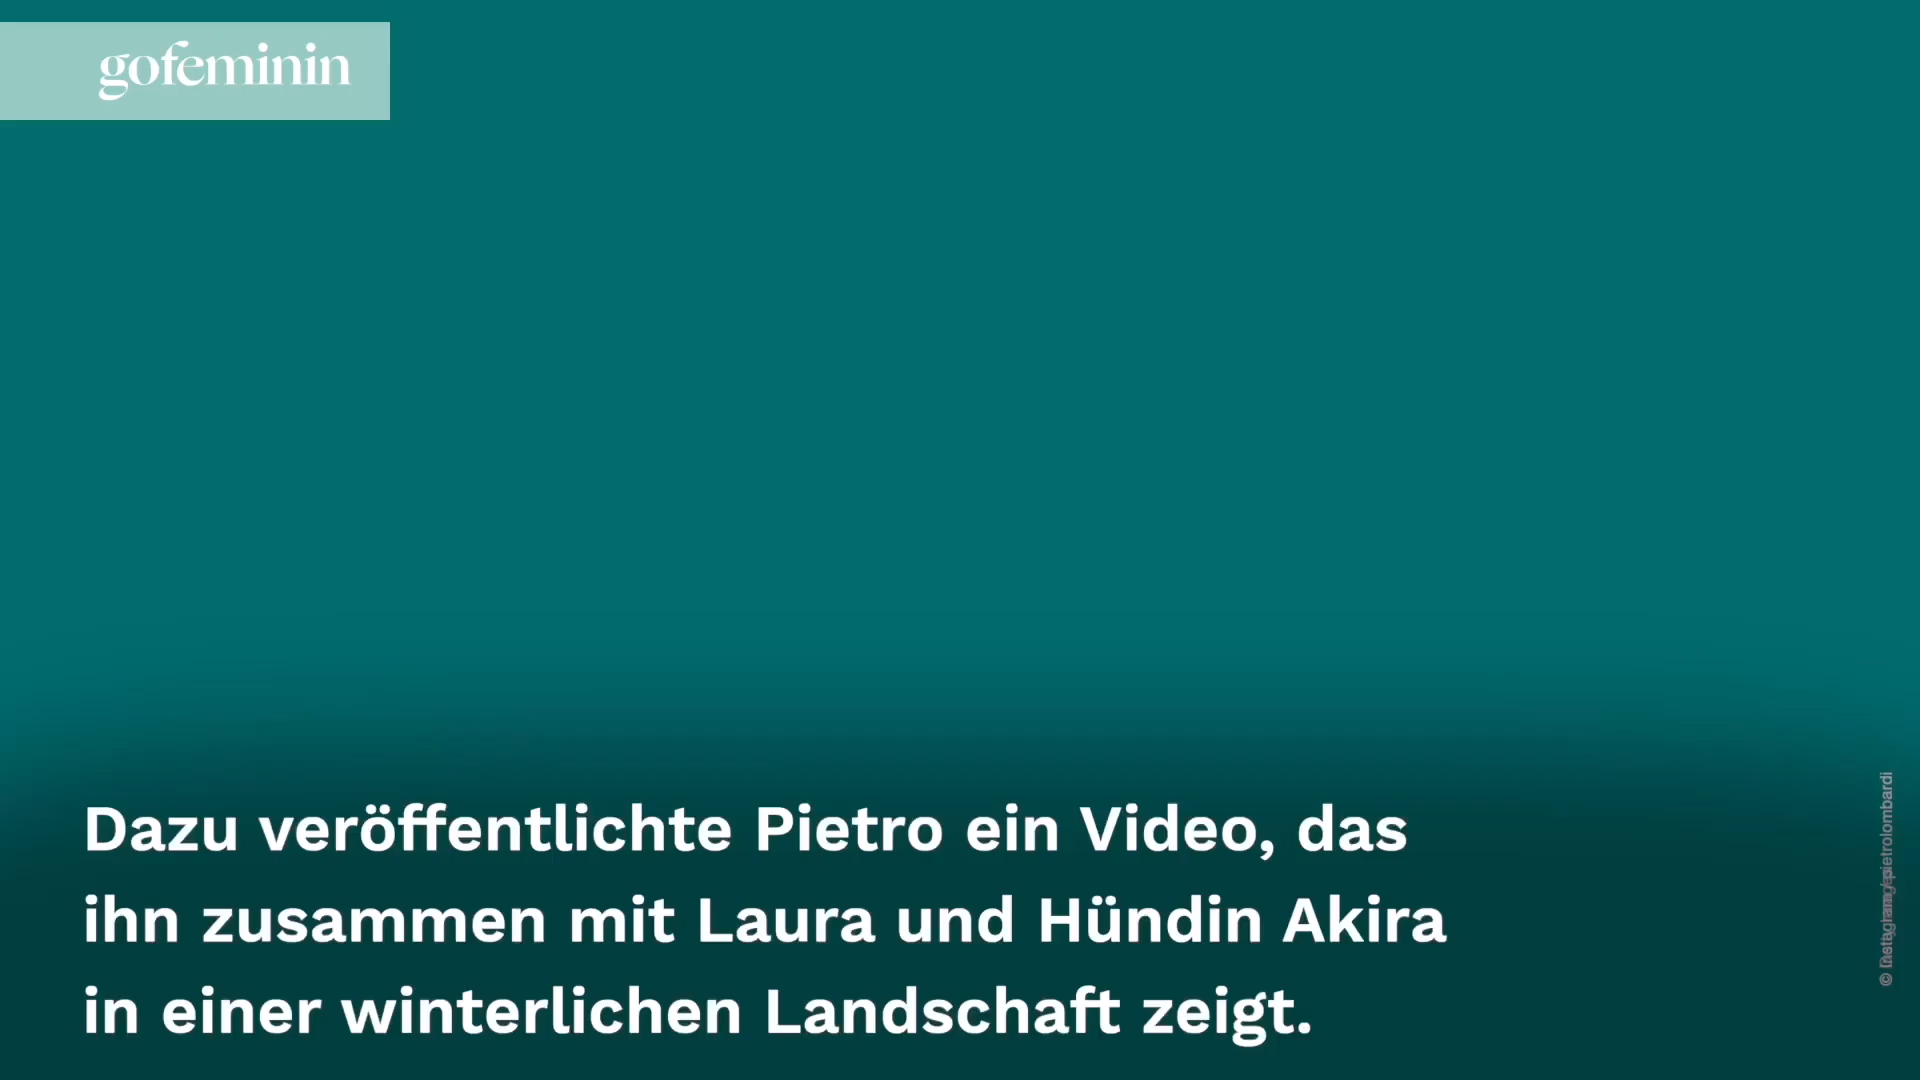 gofeminin
Dazu veröffentlichte Pietro ein Video, das
ihn zusammen mit Laura und Hündin Akira
in einer winterlichen Landschaft zeigt.